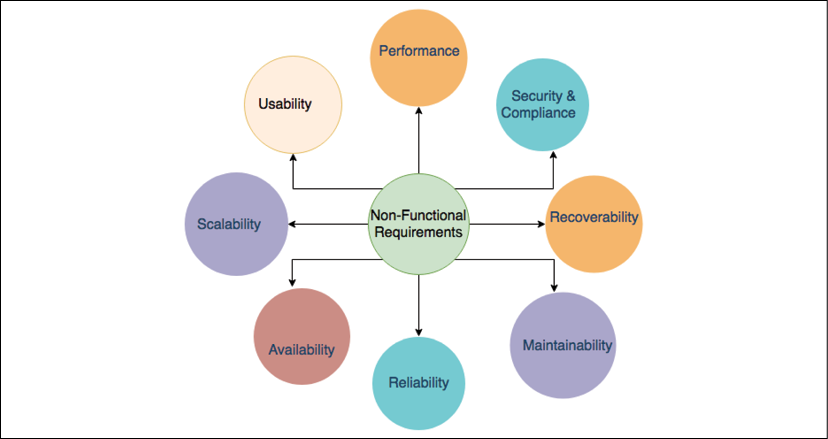 Performance
Usability
Security &
Compliance
Non-Functional
Requirements
Scalability
Recoverability
Availability
Maintainability
Reliability